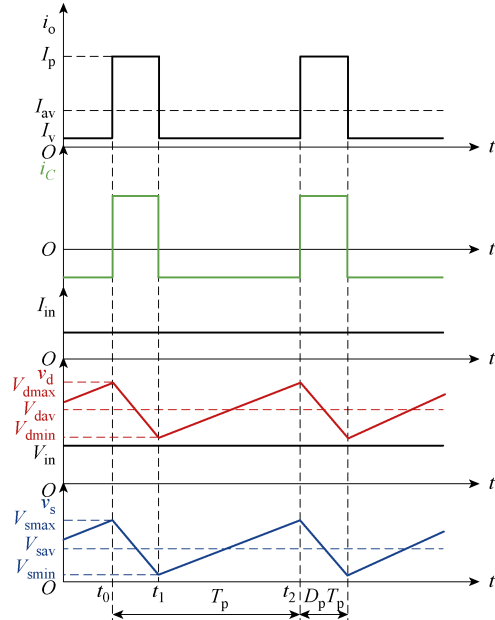 i_o
I_p
I_av
I_v
O t
i_C
O t
I_in
O t
v_d
V_dmax
V_dav
V_dmin
V_in
O t
v_s
V_smax
V_sav
V_smin
O t_0 t_1 t_2 t
T_p D_pT_p